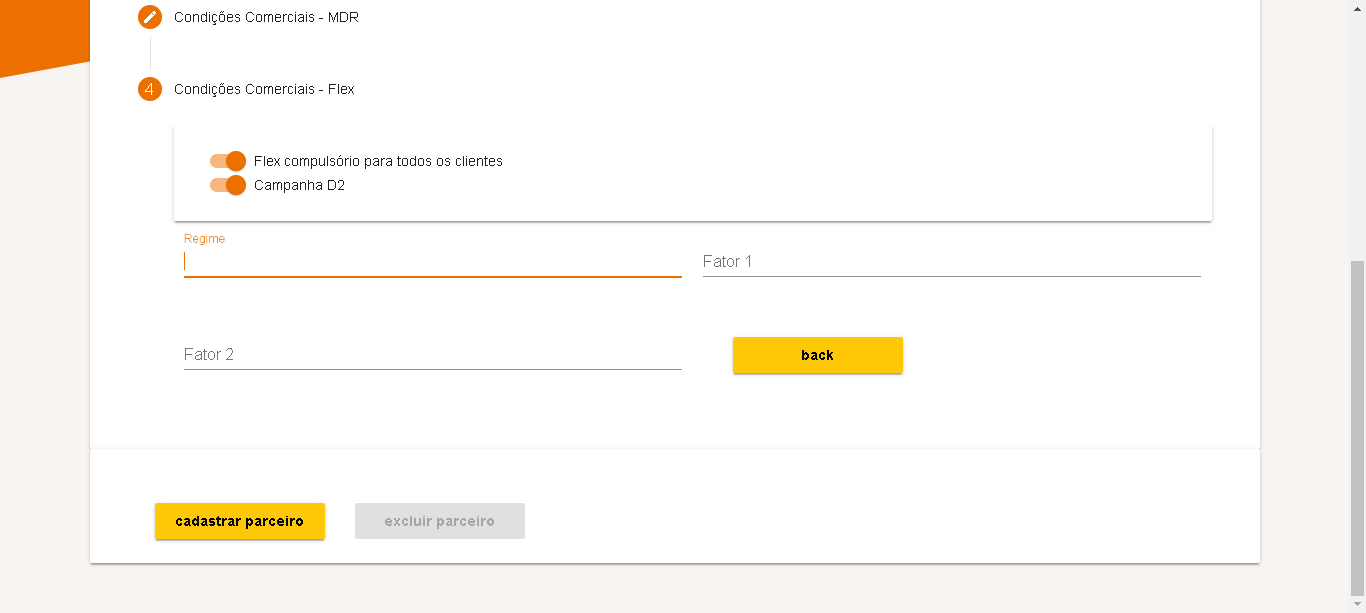 Condições Comerciais - MDR
4
Condições Comerciais - Flex
Flex compulsório para todos os clientes
Campanha D2
Regime
Fator 1
Fator 2
back
cadastrar parceiro
excluir parceiro